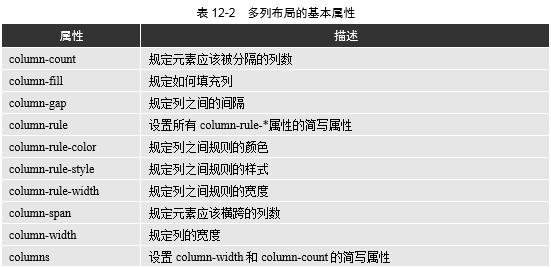 表 12-2 多列布局的基本属性
属性 描述
column-count 规定元素应该被分隔的列数
column-fill 规定如何填充列
column-gap 规定列之间的间隔
column-rule 设置所有 column-rule-*属性的简写属性
column-rule-color 规定列之间规则的颜色
column-rule-style 规定列之间规则的样式
column-rule-width 规定列之间规则的宽度
column-span 规定元素应该横跨的列数
column-width 规定列的宽度
columns 设置 column-width 和 column-count 的简写属性